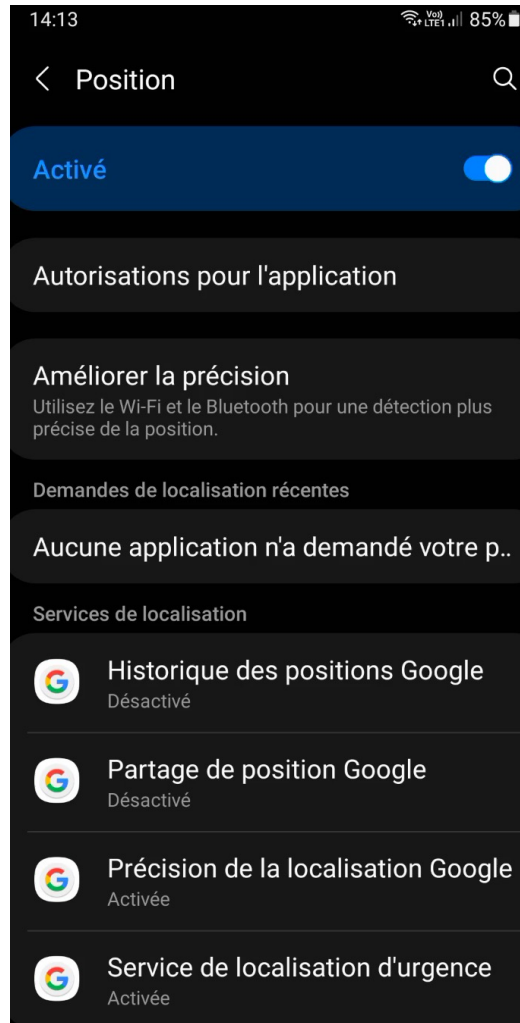 14:13 Vo)) LTE1 85%
Position
Activé
Autorisations pour l'application
Améliorer la précision
Utilisez le Wi-Fi et le Bluetooth pour une détection plus
précise de la position.
Demandes de localisation récentes
Aucune application n'a demandé votre p..
Services de localisation
Historique des positions Google
Désactivé
Partage de position Google
Désactivé
Précision de la localisation Google
Activée
Service de localisation d'urgence
Activée